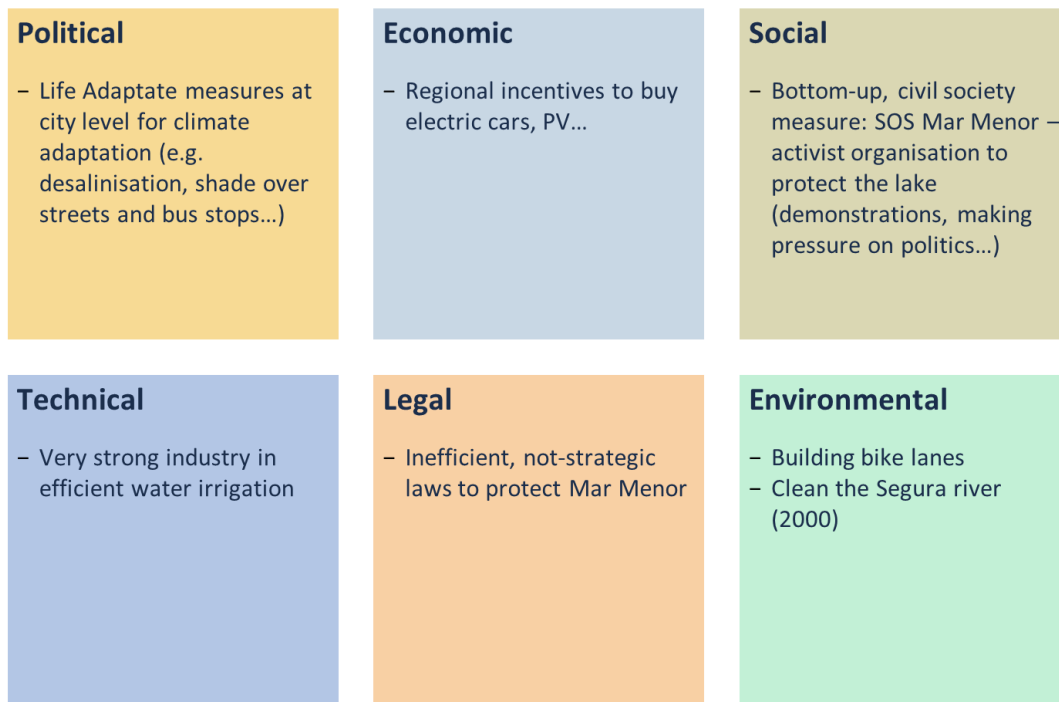 Political
– Life Adaptate measures at
city level for climate
adaptation (e.g.
desalinisation, shade over
streets and bus stops...)
Economic
– Regional incentives to buy
electric cars, PV...
Social
– Bottom-up, civil society
measure: SOS Mar Menor –
activist organisation to
protect the lake
(demonstrations, making
pressure on politics...)
Technical
– Very strong industry in
efficient water irrigation
Legal
– Inefficient, not-strategic
laws to protect Mar Menor
Environmental
– Building bike lanes
– Clean the Segura river
(2000)